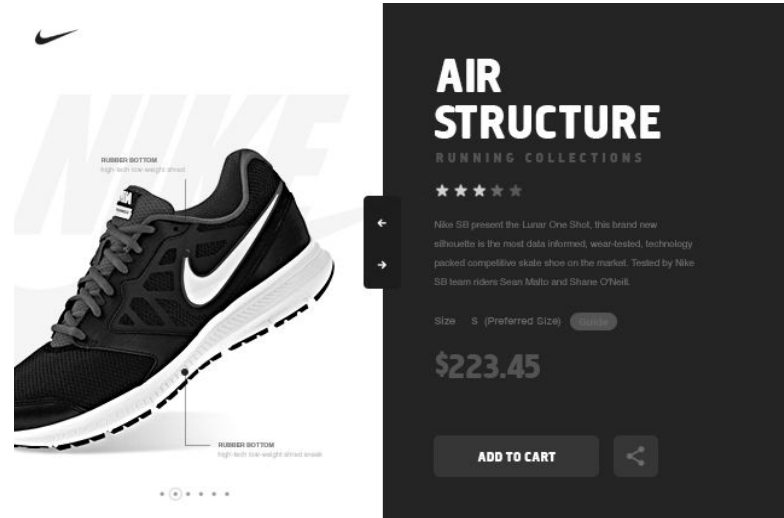 NIKE
RUBBER BOTTOM
high-tech low-weight shred
RUBBER BOTTOM
high-tech low-weight shred sneak
AIR
STRUCTURE
RUNNING COLLECTIONS
Nike SB present the Lunar One Shot, this brand new
silhouette is the most data informed, wear-tested, technology
packed competitive skate shoe on the market. Tested by Nike
SB team riders Sean Malto and Shane O'Neill.
Size S (Preferred Size) Guide
$223.45
ADD TO CART